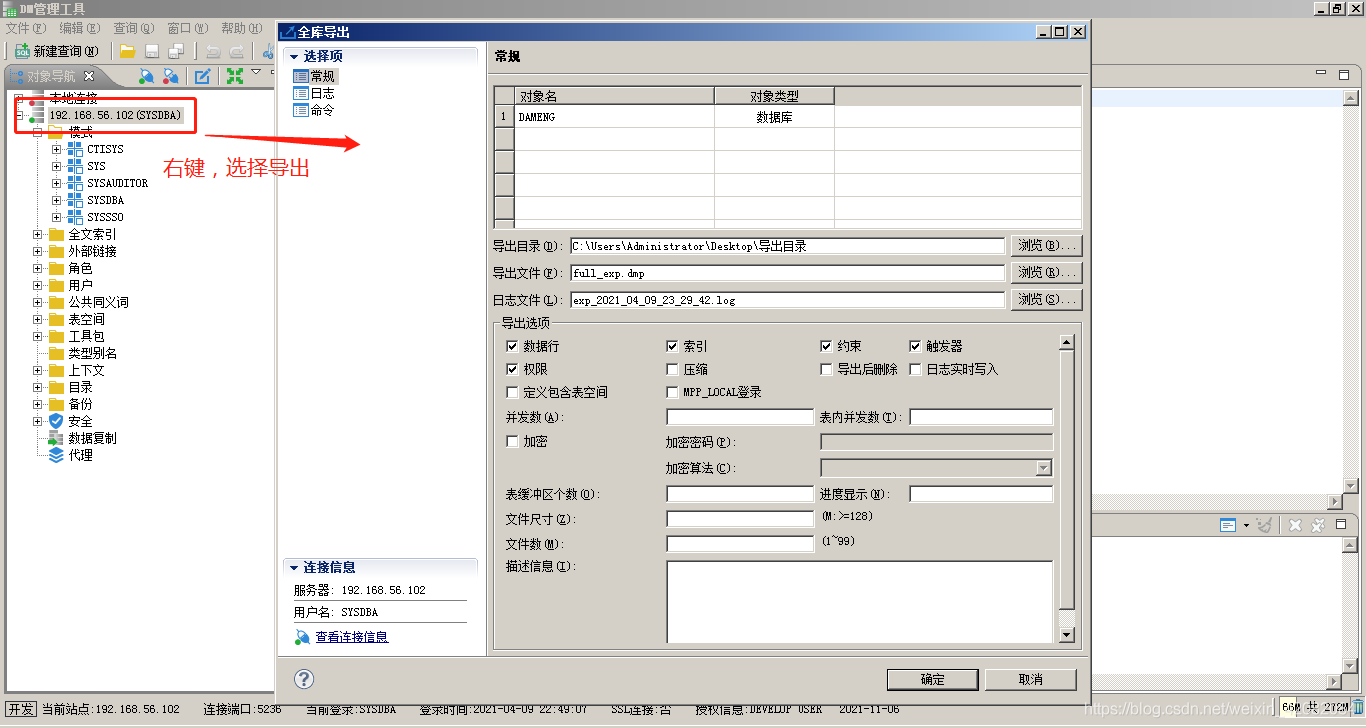 DM管理工具
文件(F) 编辑(E) 查询(Q) 窗口(W) 帮助(H)
新建查询(N)
对象导航
本地连接
192.168.56.102(SYSDBA)
模式
CTISYS
SYS
SYSAUDITOR
SYSDBA
SYSSSO
全文索引
外部链接
角色
用户
公共同义词
表空间
工具包
类型别名
上下文
目录
备份
安全
数据复制
代理
右键，选择导出
全库导出
选择项
常规
日志
命令
连接信息
服务器: 192.168.56.102
用户名: SYSDBA
查看连接信息
常规
对象名 对象类型
1 DAMENG 数据库
导出目录(D): C:\Users\Administrator\Desktop\导出目录 浏览(B)...
导出文件(F): full_exp.dmp 浏览(R)...
日志文件(L): exp_2021_04_09_23_29_42.log 浏览(S)...
导出选项
数据行 索引 约束 触发器
权限 压缩 导出后删除 日志实时写入
定义包含表空间 MPP_LOCAL登录
并发数(A): 表内并发数(T):
加密 加密密码(P):
加密算法(C):
表缓冲区个数(O): 进度显示(N):
文件尺寸(Z): (M:>=128)
文件数(M): (1~99)
描述信息(I):
确定 取消
开发 当前站点:192.168.56.102 连接端口:5236 当前登录:SYSDBA 登录时间:2021-04-09 22:49:07 SSL连接:否 授权信息:DEVELOP USER 2021-11-06
66M 共 272M
https://blog.csdn.net/weixin